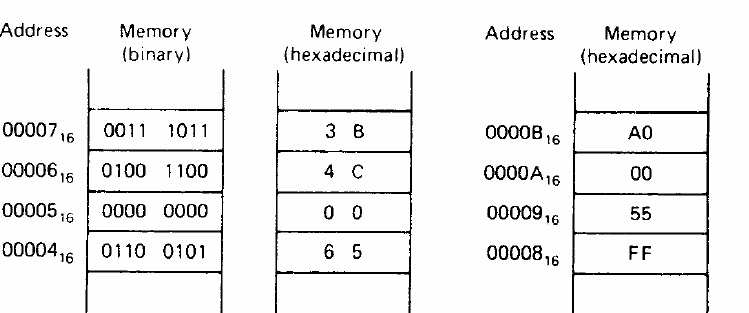 Address Memory Memory Address Memory
(binary) (hexadecimal) (hexadecimal)
00007₁₆ 0011 1011 3 B 0000B₁₆ A0
00006₁₆ 0100 1100 4 C 0000A₁₆ 00
00005₁₆ 0000 0000 0 0 00009₁₆ 55
00004₁₆ 0110 0101 6 5 00008₁₆ FF